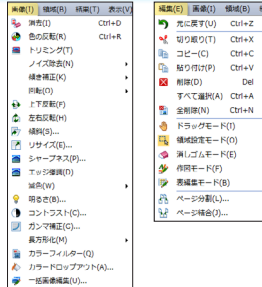 画像(I) 領域(R) 結果(T) 表示(V)
消去(I) Ctrl+D
色の反転(R) Ctrl+R
トリミング(T)
ノイズ除去(N)
傾き補正(K)
回転(O)
上下反転(F)
左右反転(H)
傾斜(S)...
リサイズ(E)...
シャープネス(P)...
エッジ強調(D)
減色(W)
明るさ(B)...
コントラスト(C)...
ガンマ補正(G)...
長方形化(M)
カラーフィルター(Q)
カラードロップアウト(A)...
一括画像編集(U)...
編集(E) 画像(I) 領域(B)
元に戻す(U) Ctrl+Z
切り取り(T) Ctrl+X
コピー(C) Ctrl+C
貼り付け(P) Ctrl+V
削除(D) Del
すべて選択(A) Ctrl+A
全削除(N) Ctrl+N
ドラッグモード(T)
領域設定モード(O)
消しゴムモード(E)
作図モード(F)
表編集モード(B)
ページ分割(L)...
ページ結合(J)...